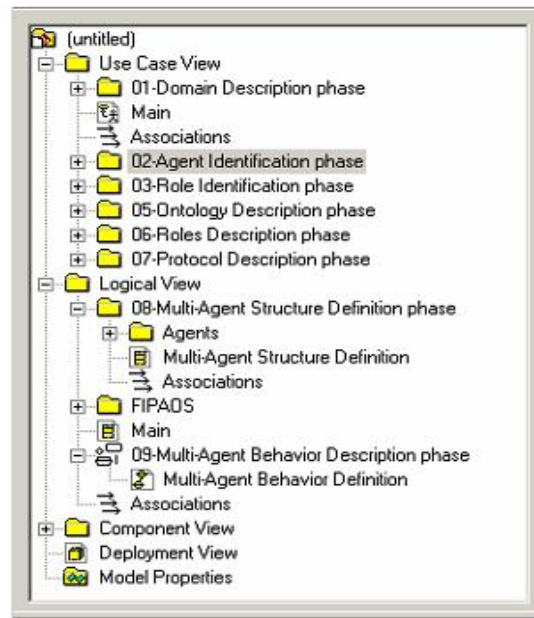 (untitled)
Use Case View
01-Domain Description phase
Main
Associations
02-Agent Identification phase
03-Role Identification phase
05-Ontology Description phase
06-Roles Description phase
07-Protocol Description phase
Logical View
08-Multi-Agent Structure Definition phase
Agents
Multi-Agent Structure Definition
Associations
FIPAOS
Main
09-Multi-Agent Behavior Description phase
Multi-Agent Behavior Definition
Associations
Component View
Deployment View
Model Properties